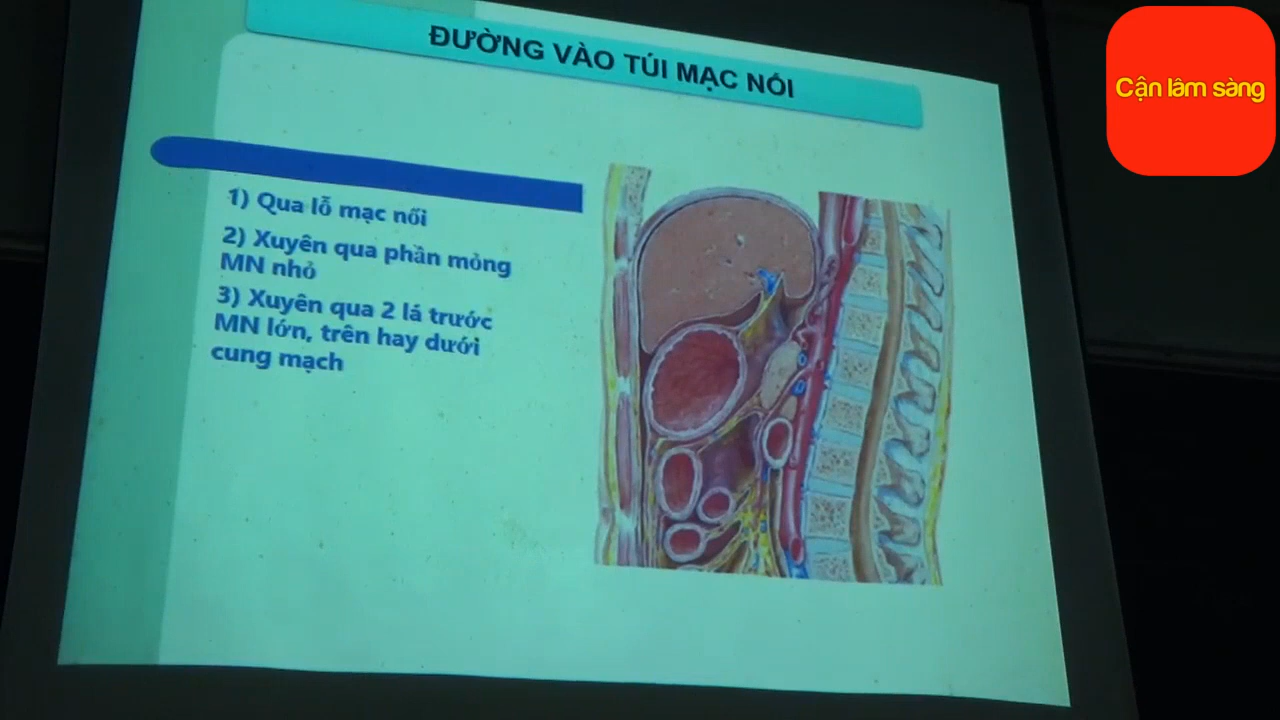 ĐƯỜNG VÀO TÚI MẠC NỐI
Cận lâm sàng
1) Qua lỗ mạc nối
2) Xuyên qua phần mỏng
MN nhỏ
3) Xuyên qua 2 lá trước
MN lớn, trên hay dưới
cung mạch